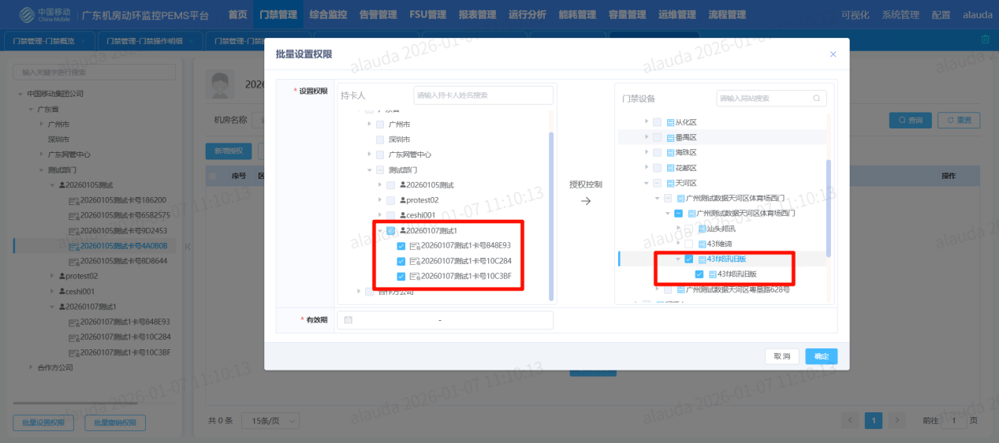 中国移动
China Mobile
广东机房动环监控PEMS平台
首页 门禁管理 综合监控 告警管理 FSU管理 报表管理 运行分析 能耗管理 容量管理 运维管理 流程管理
可视化 系统管理 配置 alauda
门禁管理-门禁概览 ×
门禁管理-门禁操作明细 ×
输入关键字进行搜索
中国移动集团公司
广东省
广州市
深圳市
广东网管中心
测试部门
20260105测试
20260105测试卡号186200
20260105测试卡号6582575
20260105测试卡号9D2453
20260105测试卡号4A0B0B
20260105测试卡号8D8644
protest02
ceshi001
20260107测试1
20260107测试1卡号848E93
20260107测试1卡号10C284
20260107测试1卡号10C3BF
合作方公司
批量设置权限 批量撤销权限
机房名称
查询 重置
新增授权
序号
操作
批量设置权限
* 设置权限
持卡人
请输入持卡人姓名搜索
广东省
广州市
深圳市
广东网管中心
测试部门
20260105测试
protest02
ceshi001
20260107测试1
20260107测试1卡号848E93
20260107测试1卡号10C284
20260107测试1卡号10C3BF
合作方公司
授权控制
→
门禁设备
请输入局站搜索
从化区
番禺区
海珠区
花都区
天河区
广州测试数据天河区体育场西门
广州测试数据天河区体育场西门
汕头邦讯
43f维谛
43f邦讯旧版
43f邦讯旧版
广州测试数据天河区粤垦路628号
* 有效期
-
取 消 确定
共 0 条 15条/页
1
前往 1 页
alauda 2026-01-07 11:10:13